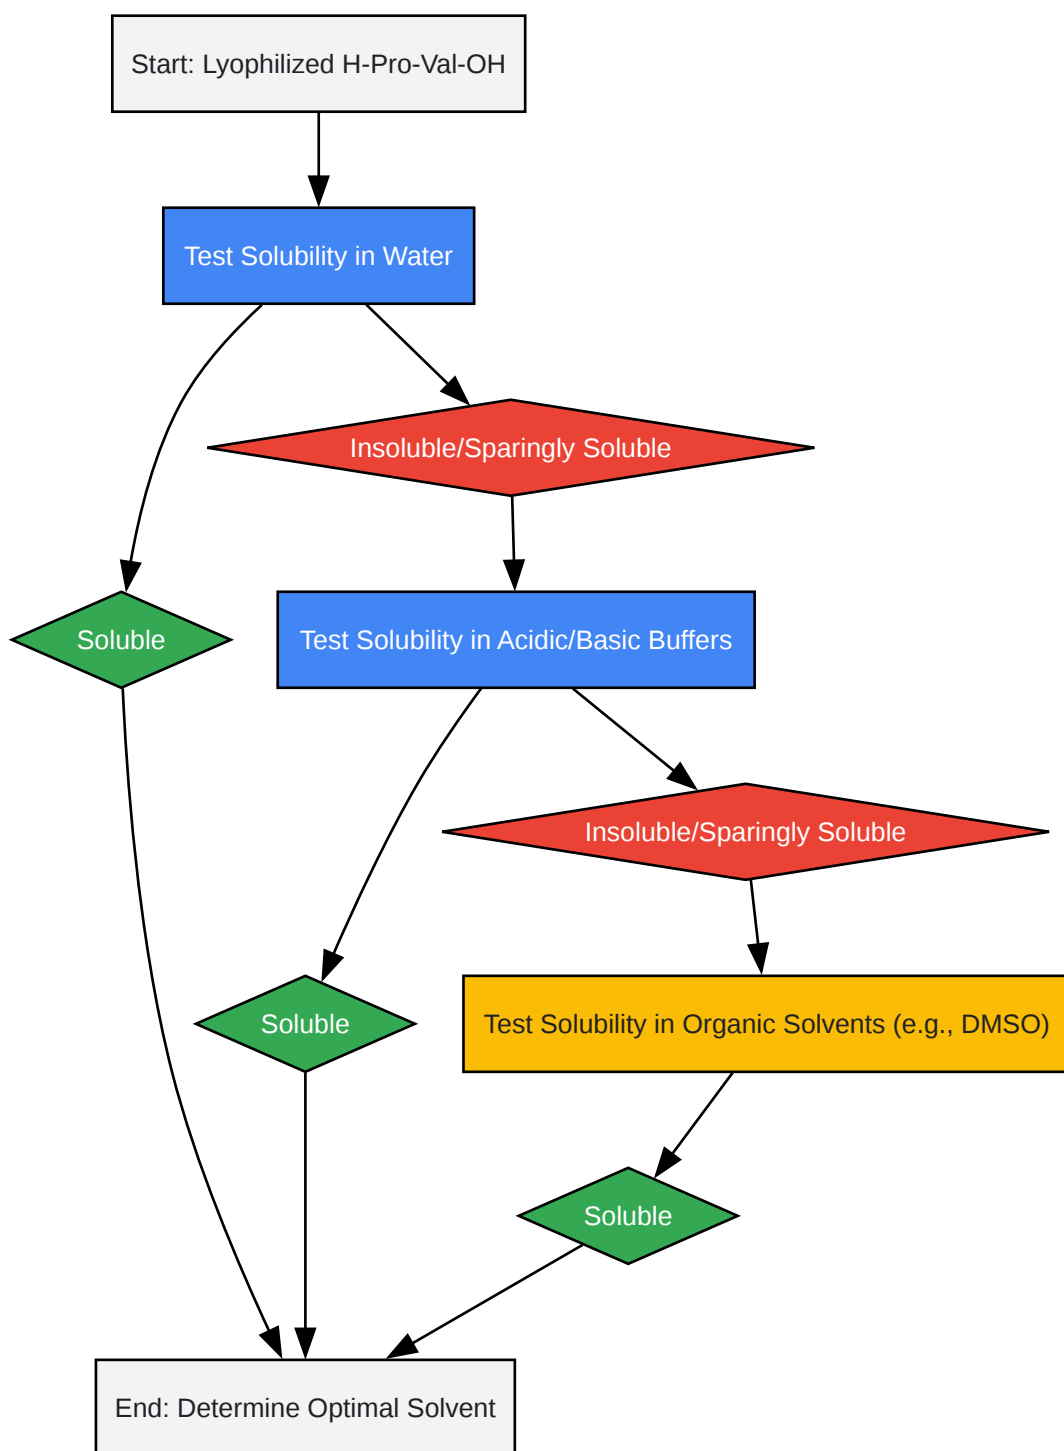 Start: Lyophilized H-Pro-Val-OH
Test Solubility in Water
Insoluble/Sparingly Soluble
Soluble
Test Solubility in Acidic/Basic Buffers
Insoluble/Sparingly Soluble
Soluble
Test Solubility in Organic Solvents (e.g., DMSO)
Soluble
End: Determine Optimal Solvent